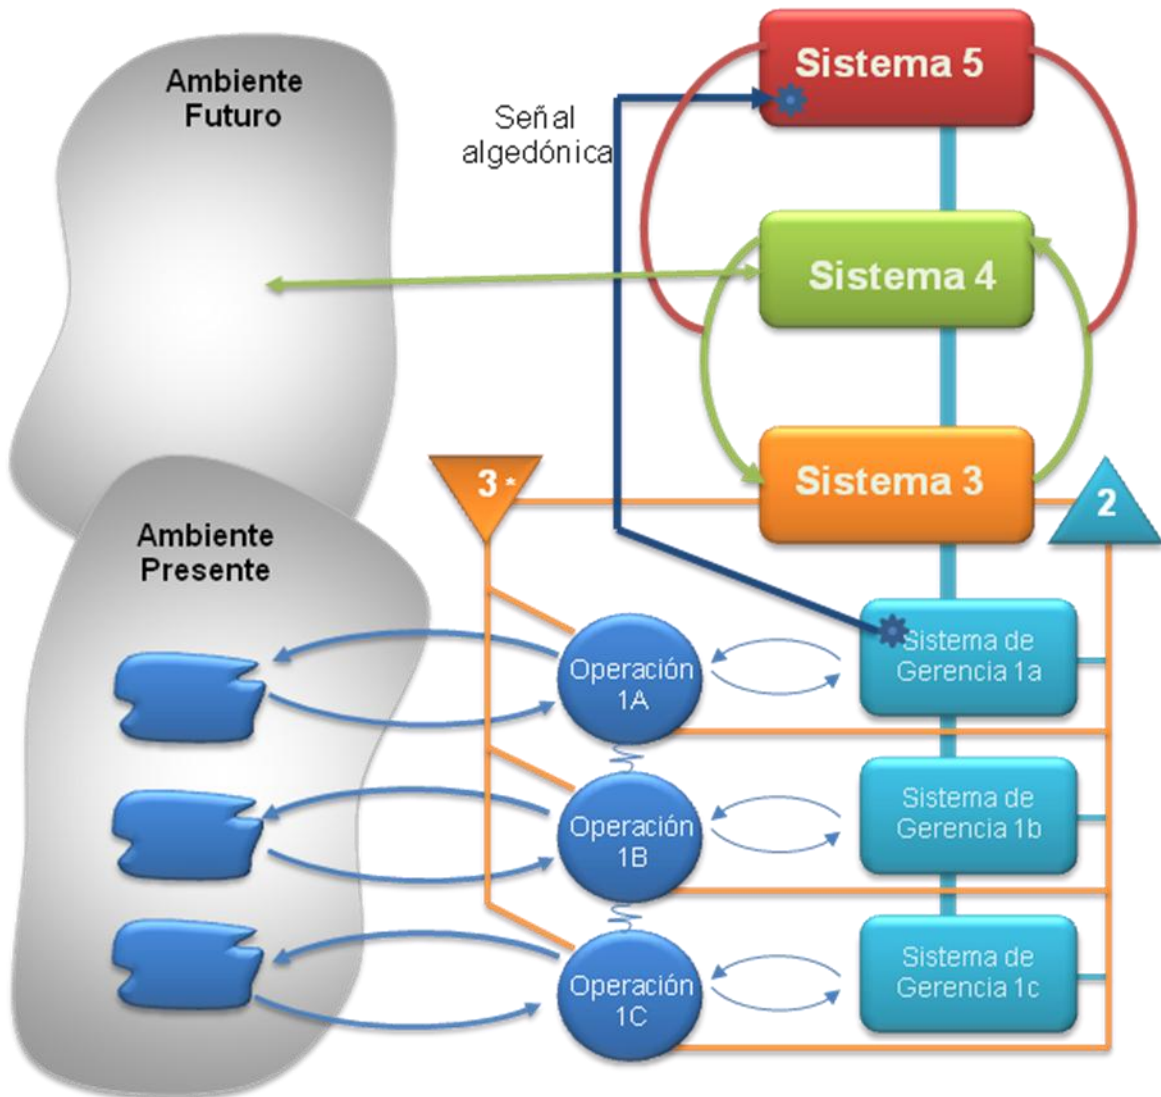 Ambiente
Futuro
Señal
algedónica
Sistema 5
Sistema 4
Sistema 3
3 *
2
Ambiente
Presente
Operación
1A
Sistema de
Gerencia 1a
Operación
1B
Sistema de
Gerencia 1b
Operación
1C
Sistema de
Gerencia 1c